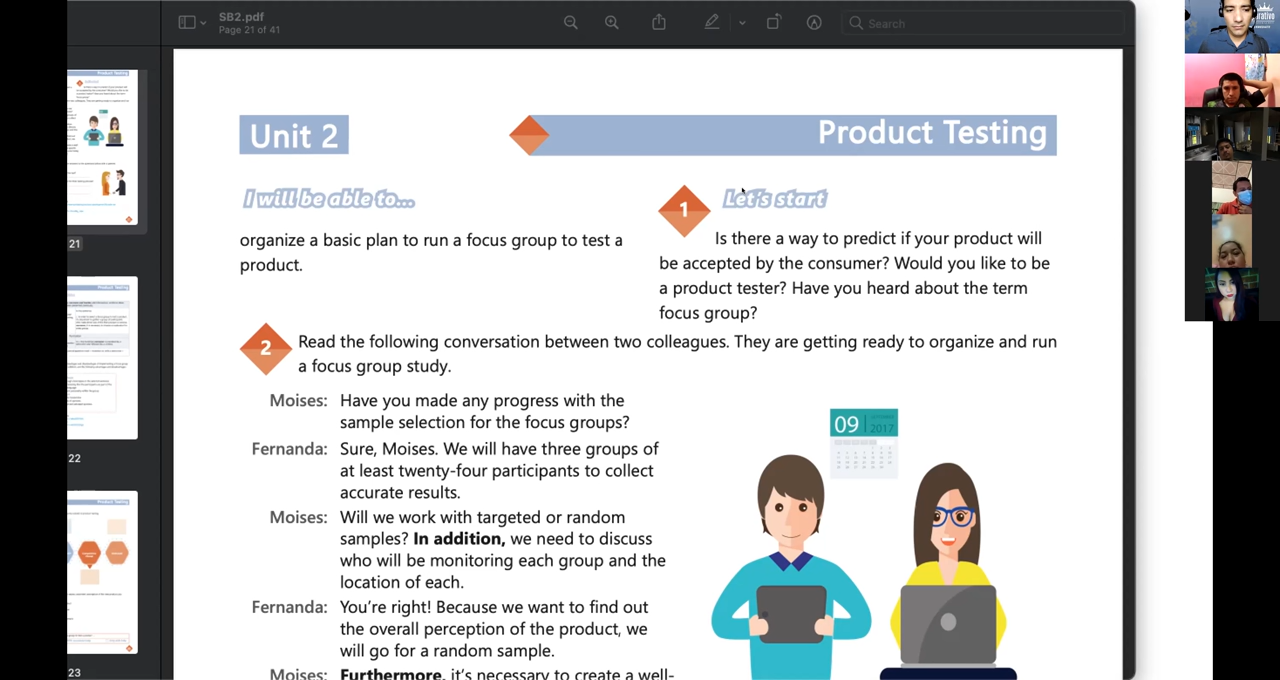 SB2.pdf
Page 21 of 41
Search
Unit 2
Product Testing
I will be able to...
organize a basic plan to run a focus group to test a
product.
1
Let's start
Is there a way to predict if your product will
be accepted by the consumer? Would you like to be
a product tester? Have you heard about the term
focus group?
2
Read the following conversation between two colleagues. They are getting ready to organize and run
a focus group study.
Moises: Have you made any progress with the
sample selection for the focus groups?
Fernanda: Sure, Moises. We will have three groups of
at least twenty-four participants to collect
accurate results.
Moises: Will we work with targeted or random
samples? In addition, we need to discuss
who will be monitoring each group and the
location of each.
Fernanda: You're right! Because we want to find out
the overall perception of the product, we
will go for a random sample.
Moises: Furthermore, it's necessary to create a well-
09
2017
Product Testing
21
Product Testing
22
Product Testing
23